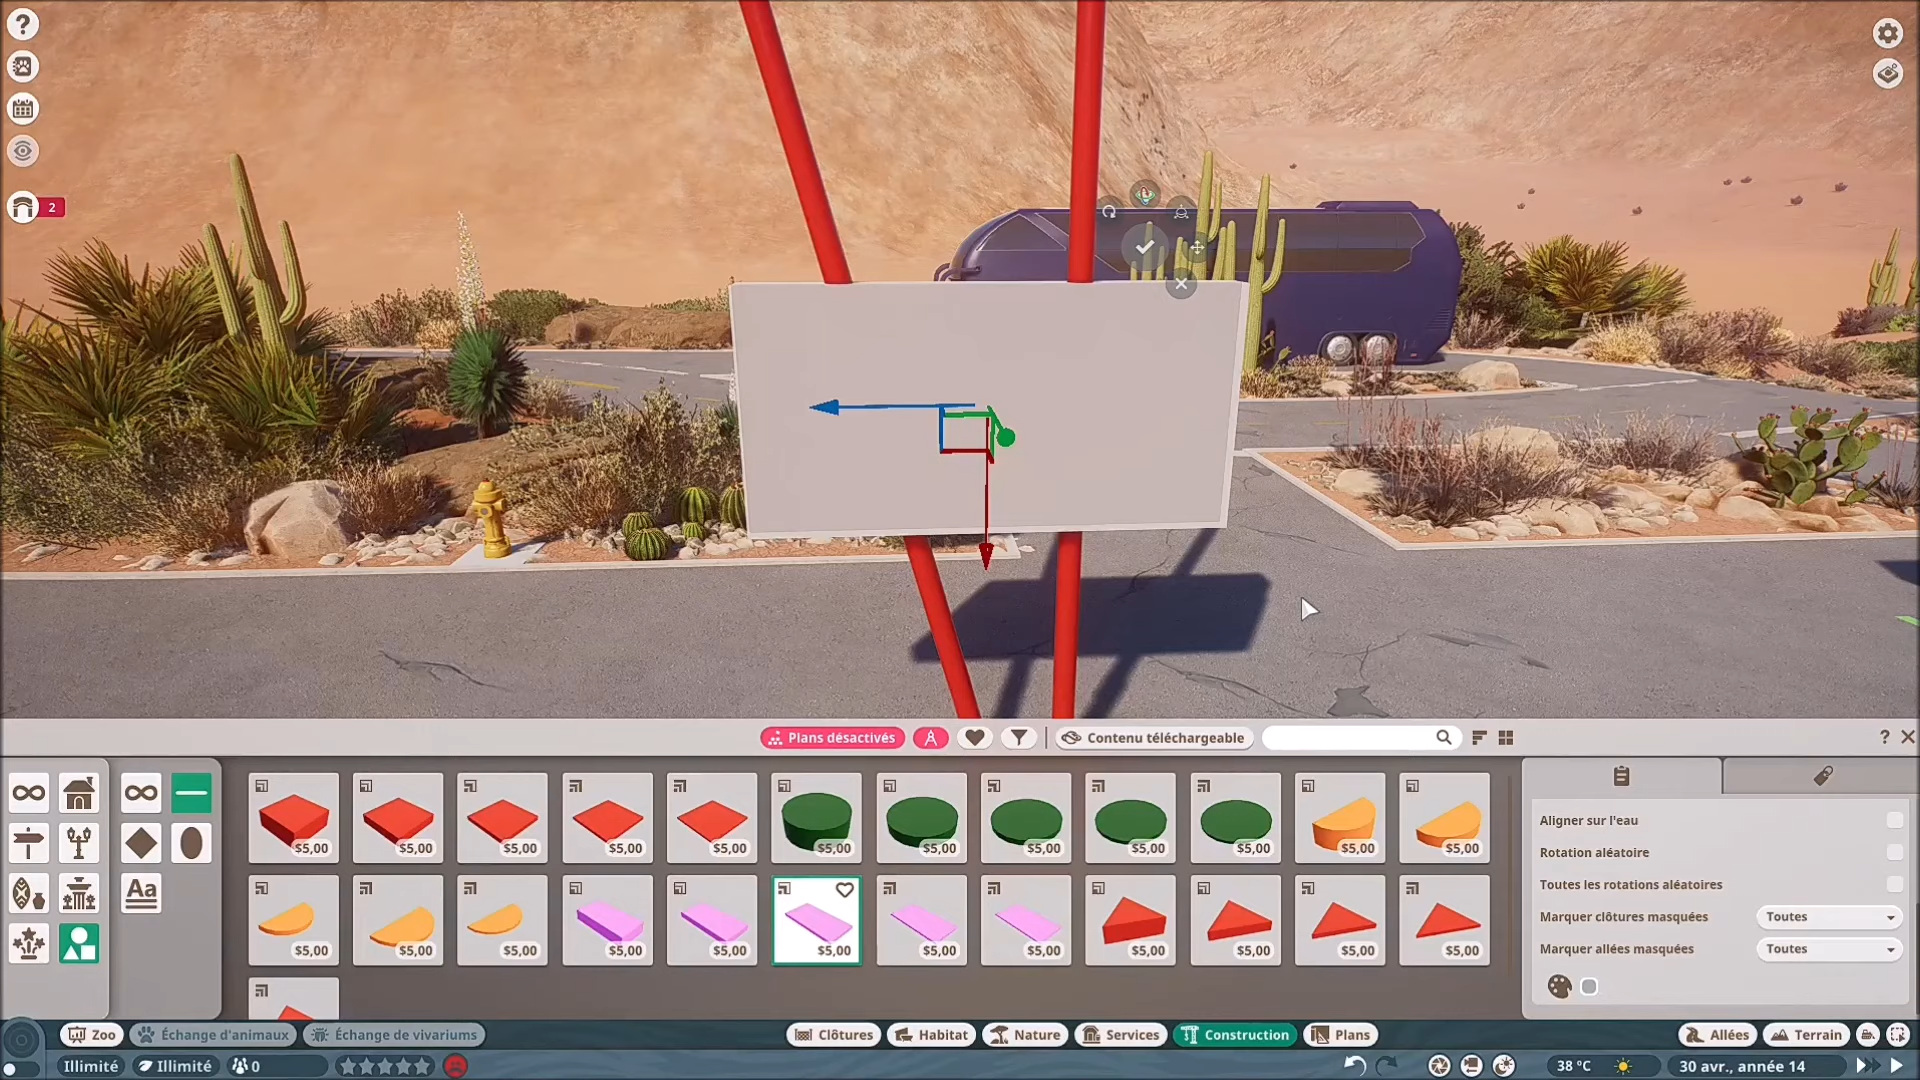 2
Plans désactivés
Contenu téléchargeable
?
$5,00 $5,00 $5,00 $5,00 $5,00 $5,00 $5,00 $5,00 $5,00 $5,00 $5,00 $5,00
$5,00 $5,00 $5,00 $5,00 $5,00 $5,00 $5,00 $5,00 $5,00 $5,00 $5,00 $5,00
Aa
Aligner sur l'eau
Rotation aléatoire
Toutes les rotations aléatoires
Marquer clôtures masquées Toutes
Marquer allées masquées Toutes
Zoo Échange d'animaux Échange de vivariums Clôtures Habitat Nature Services Construction Plans Allées Terrain
Illimité Illimité 0 38 °C 30 avr., année 14